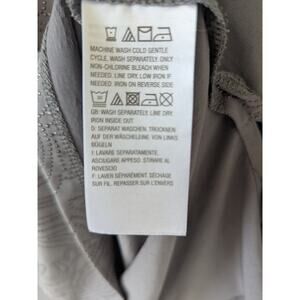 MACHINE WASH COLD GENTLE
CYCLE. WASH SEPARATELY. ONLY
NON-CHLORINE BLEACH WHEN
NEEDED. LINE DRY. LOW IRON IF
NEEDED. IRON ON REVERSE SIDE
GB: WASH SEPARATELY. LINE DRY.
IRON INSIDE OUT
D: SEPARAT WASCHEN. TROCKNEN
AUF DER WÄSCHELEINE VON LINKS
BÜGELN
I: LAVARE SEPARATAMENTE.
ASCIUGARE APPESO. STIRARE AL
ROVESCIO
F: LAVER SÉPARÉMENT. SÉCHAGE
SUR FIL. REPASSER SUR L'ENVERS